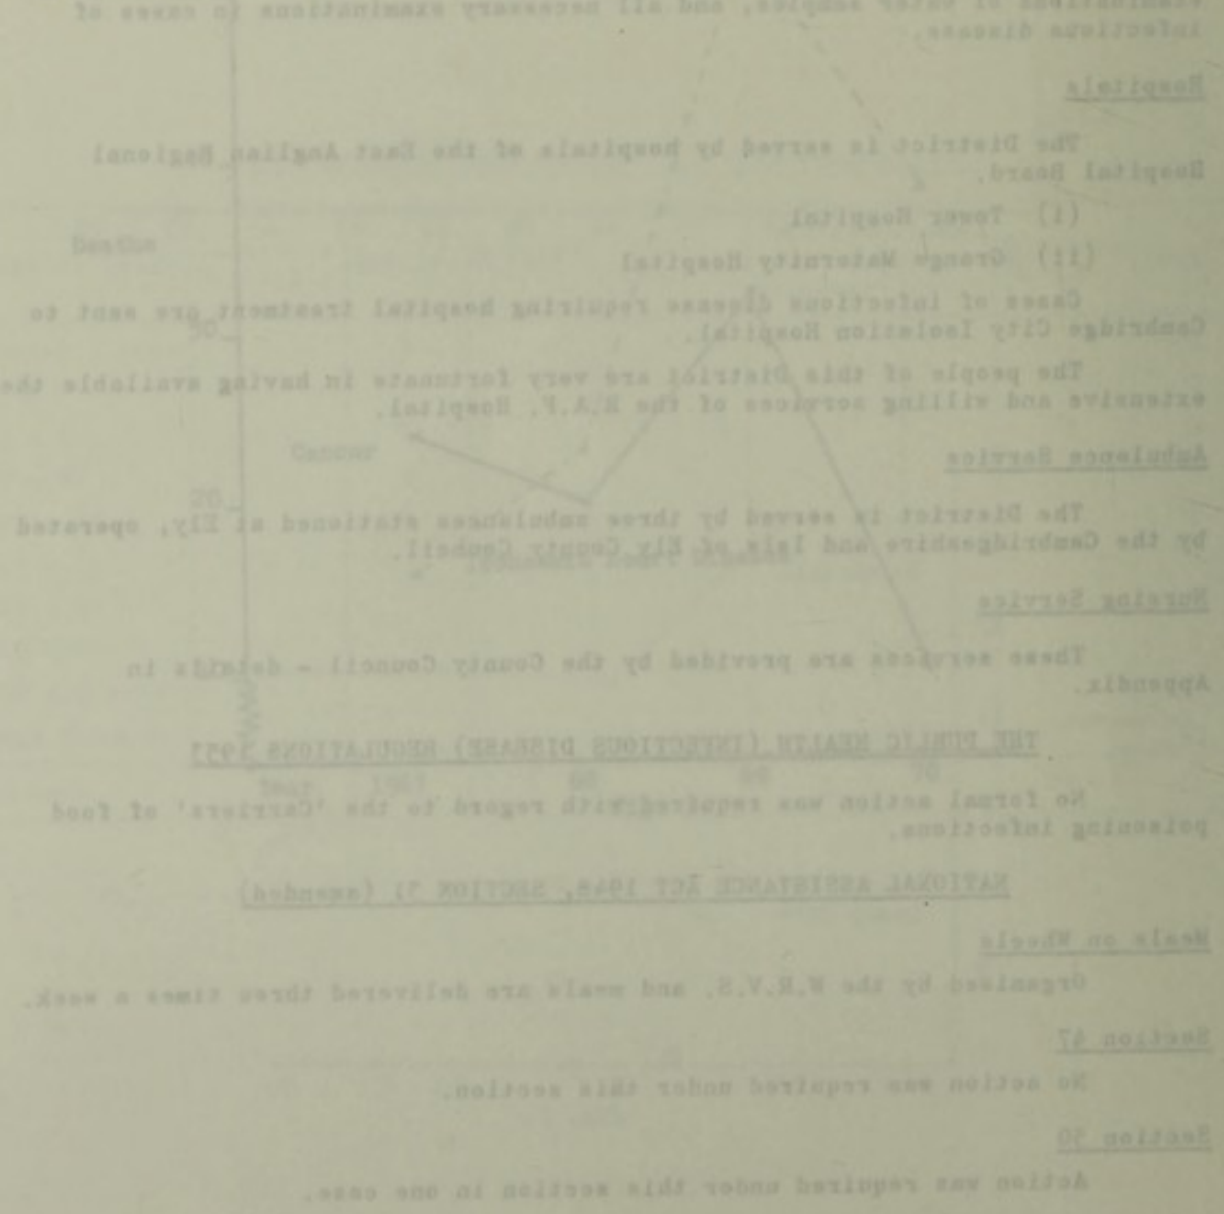 examinations of water samples, and all necessary examinations in cases of
infectious disease.
Hospitals
The District is served by hospitals of the East Anglian Regional
Hospital Board.
(i) Tower Hospital
Deaths
(ii) Grange Maternity Hospital
Cases of infectious disease requiring hospital treatment are sent to
Cambridge City Isolation Hospital.
The people of this District are very fortunate in having available the
extensive and willing services of the R.A.F. Hospital.
Cancer
Ambulance Service
The District is served by three ambulances stationed at Ely, operated
by the Cambridgeshire and Isle of Ely County Council.
Nursing Service
These services are provided by the County Council - details in
Appendix.
THE PUBLIC HEALTH (INFECTIOUS DISEASE) REGULATIONS
Year
No formal action was required with regard to the 'Carriers' of food
poisoning infections.
NATIONAL ASSISTANCE ACT 1948, SECTION 31 (amended)
Meals on Wheels
Organised by the W.R.V.S. and meals are delivered three times a week.
Section 47
No action was required under this section.
Section 50
Action was required under this section in one case.